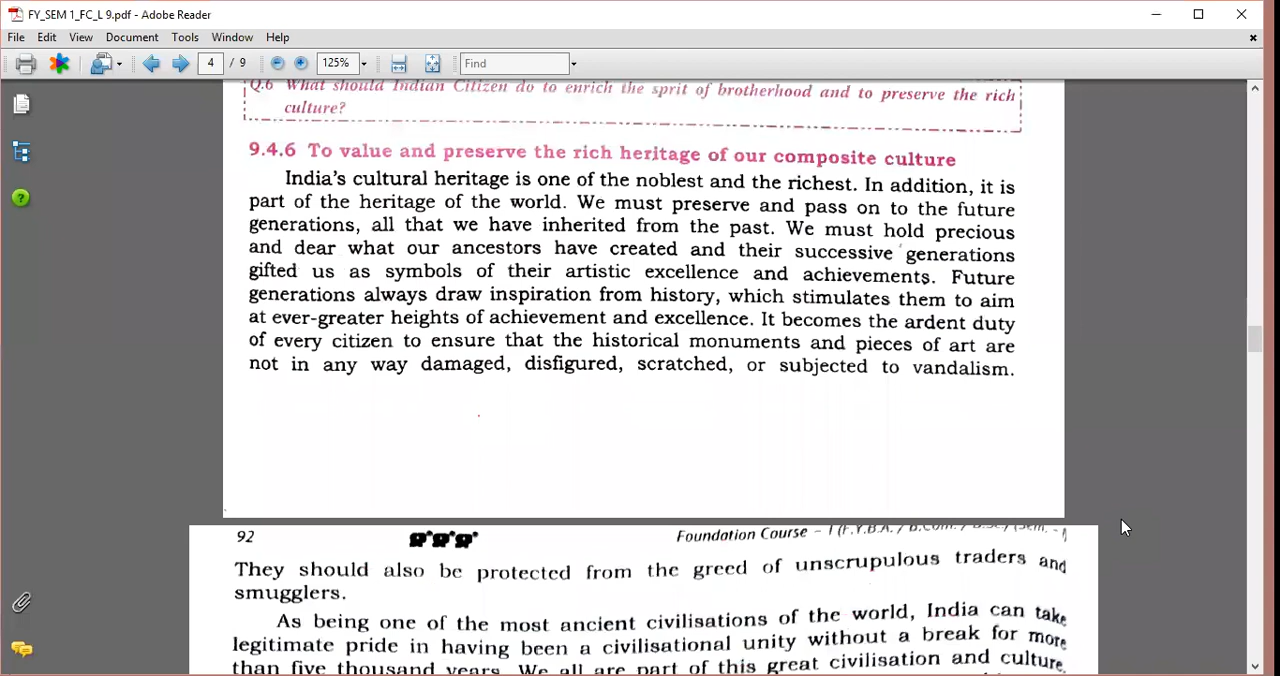 FY_SEM 1_FC_L 9.pdf - Adobe Reader
File Edit View Document Tools Window Help
4 / 9 125% Find
Q.6 What should Indian Citizen do to enrich the sprit of brotherhood and to preserve the rich
culture?
9.4.6 To value and preserve the rich heritage of our composite culture
India's cultural heritage is one of the noblest and the richest. In addition, it is
part of the heritage of the world. We must preserve and pass on to the future
generations, all that we have inherited from the past. We must hold precious
and dear what our ancestors have created and their successive generations
gifted us as symbols of their artistic excellence and achievements. Future
generations always draw inspiration from history, which stimulates them to aim
at ever-greater heights of achievement and excellence. It becomes the ardent duty
of every citizen to ensure that the historical monuments and pieces of art are
not in any way damaged, disfigured, scratched, or subjected to vandalism.
92 Foundation Course - I (F.Y.B.A. / B.Com. / B.Sc.) (Sem. - I
They should also be protected from the greed of unscrupulous traders and
smugglers.
As being one of the most ancient civilisations of the world, India can take
legitimate pride in having been a civilisational unity without a break for more
than five thousand years. We all are part of this great civilisation and culture